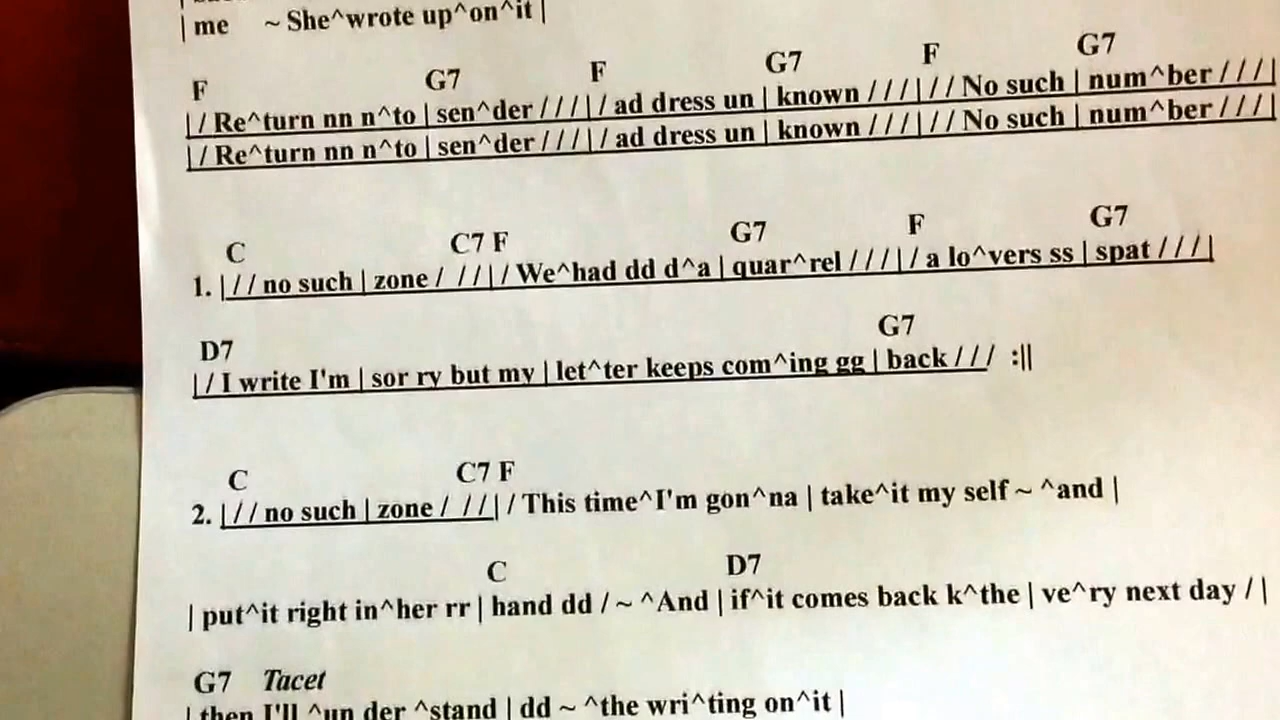 | me ~ She^wrote up^on^it |
F G7 F G7 F G7
| / Re^turn nn n^to | sen^der / / / | / ad dress un | known / / / | / / No such | num^ber / / / |
| / Re^turn nn n^to | sen^der / / / | / ad dress un | known / / / | / / No such | num^ber / / / |
C C7 F G7 F G7
1. | / / no such | zone / / / | / We^had dd d^a | quar^rel / / / | / a lo^vers ss | spat / / / |
D7 G7
| / I write I'm | sor ry but my | let^ter keeps com^ing gg | back / / / :||
C C7 F
2. | / / no such | zone / / / | / This time^I'm gon^na | take^it my self ~ ^and |
C D7
| put^it right in^her rr | hand dd / ~ ^And | if^it comes back k^the | ve^ry next day / |
G7 Tacet
| then I'll ^un der ^stand | dd ~ ^the wri^ting on^it |